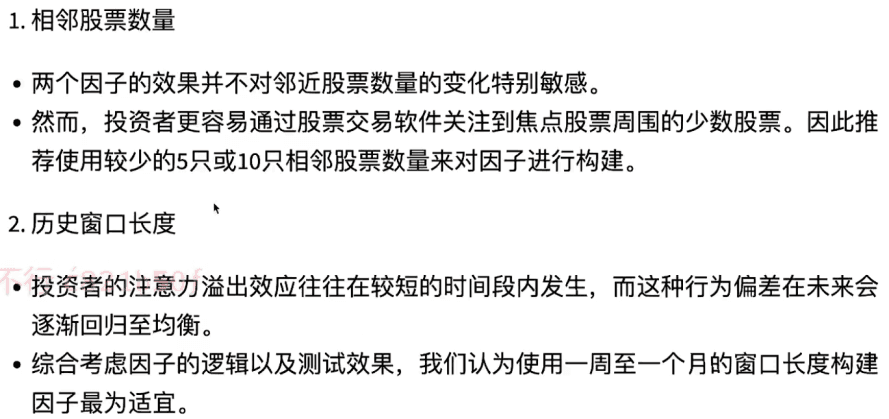 1. 相邻股票数量
• 两个因子的效果并不对邻近股票数量的变化特别敏感。
• 然而，投资者更容易通过股票交易软件关注到焦点股票周围的少数股票。因此推
荐使用较少的5只或10只相邻股票数量来对因子进行构建。
2. 历史窗口长度
• 投资者的注意力溢出效应往往在较短的时间段内发生，而这种行为偏差在未来会
逐渐回归至均衡。
• 综合考虑因子的逻辑以及测试效果，我们认为使用一周至一个月的窗口长度构建
因子最为适宜。